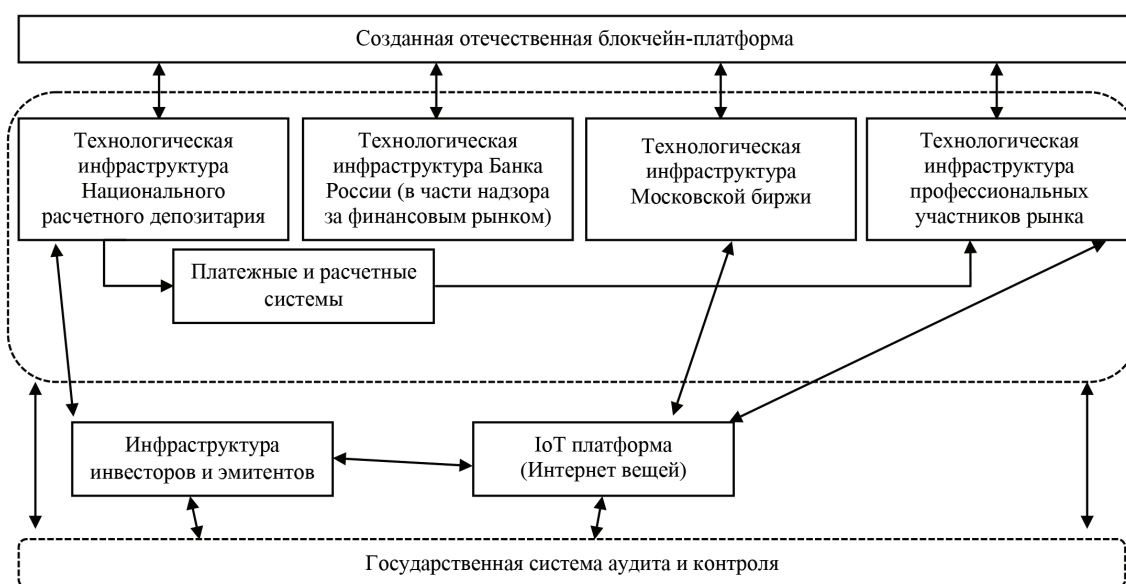 Созданная отечественная блокчейн-платформа
Технологическая
инфраструктура
Национального
расчетного депозитария
Технологическая
инфраструктура Банка
России (в части надзора
за финансовым рынком)
Технологическая
инфраструктура
Московской биржи
Технологическая
инфраструктура
профессиональных
участников рынка
Платежные и расчетные
системы
Инфраструктура
инвесторов и эмитентов
IoT платформа
(Интернет вещей)
Государственная система аудита и контроля